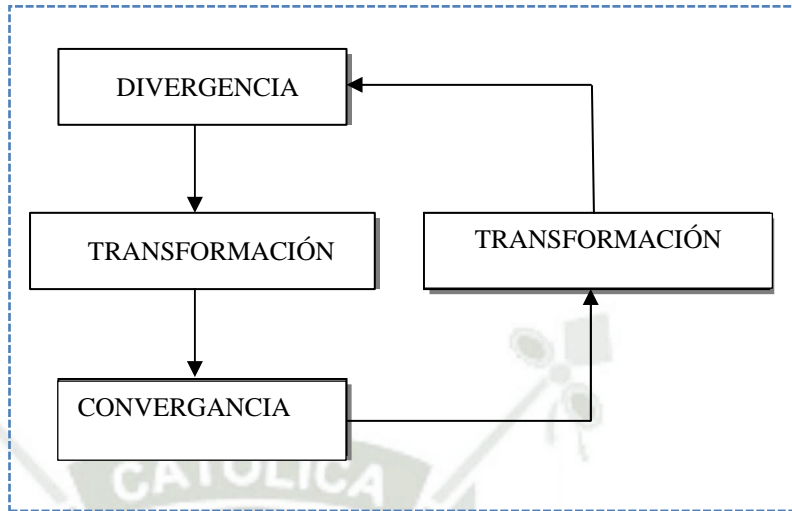 DIVERGENCIA
TRANSFORMACIÓN
TRANSFORMACIÓN
CONVERGANCIA
CATOLICA